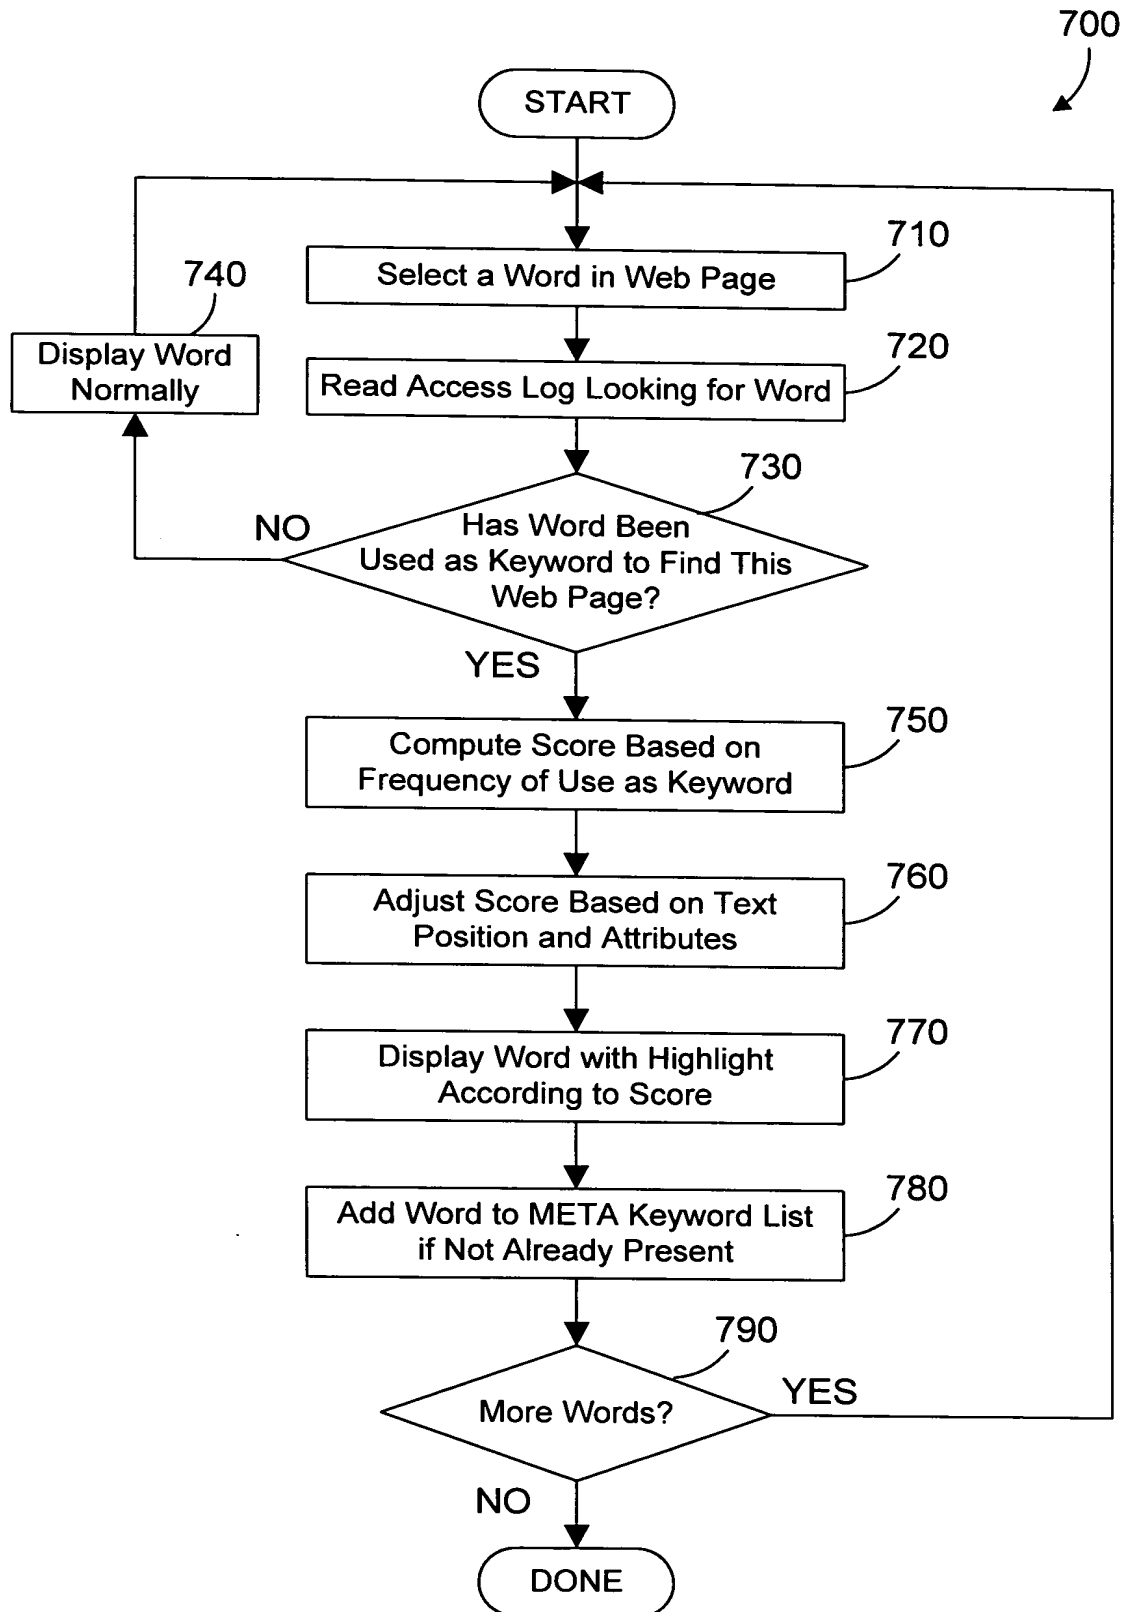 700
START
710
Select a Word in Web Page
740
Display Word
Normally
720
Read Access Log Looking for Word
730
NO
Has Word Been
Used as Keyword to Find This
Web Page?
YES
750
Compute Score Based on
Frequency of Use as Keyword
760
Adjust Score Based on Text
Position and Attributes
770
Display Word with Highlight
According to Score
780
Add Word to META Keyword List
if Not Already Present
790
More Words?
YES
NO
DONE